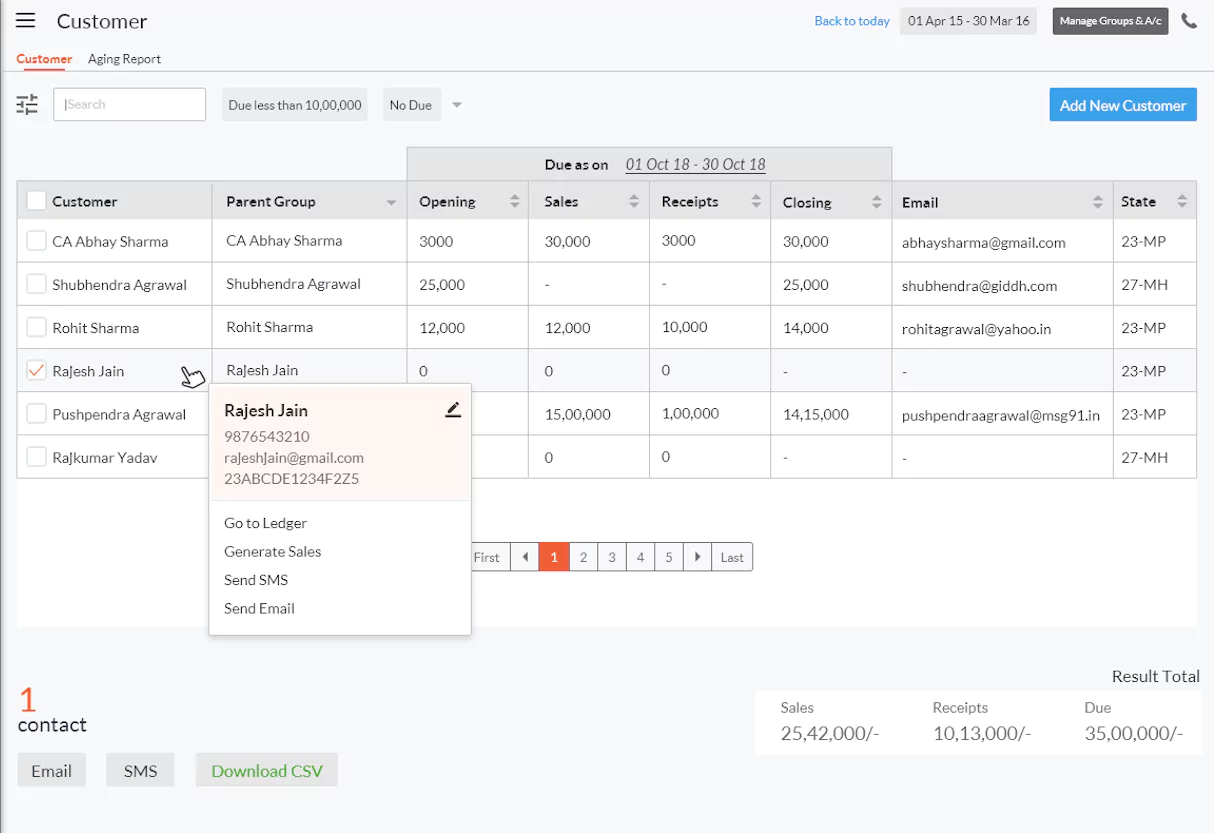 Customer
Back to today
01 Apr 15 - 30 Mar 16
Manage Groups & A/c
Customer Aging Report
Search
Due less than 10,00,000
No Due
Add New Customer
Due as on 01 Oct 18 - 30 Oct 18
Customer Parent Group Opening Sales Receipts Closing Email State
CA Abhay Sharma CA Abhay Sharma 3000 30,000 3000 30,000 abhaysharma@gmail.com 23-MP
Shubhendra Agrawal Shubhendra Agrawal 25,000 - - 25,000 shubhendra@giddh.com 27-MH
Rohit Sharma Rohit Sharma 12,000 12,000 10,000 14,000 rohitagrawal@yahoo.in 23-MP
Rajesh Jain Rajesh Jain 0 0 0 - - 23-MP
Pushpendra Agrawal 15,00,000 1,00,000 14,15,000 pushpendraagrawal@msg91.in 23-MP
Rajkumar Yadav 0 0 - - 27-MH
Rajesh Jain
9876543210
rajeshjain@gmail.com
23ABCDE1234F2Z5
Go to Ledger
Generate Sales
Send SMS
Send Email
First 1 2 3 4 5 Last
1
contact
Email SMS Download CSV
Result Total
Sales Receipts Due
25,42,000/- 10,13,000/- 35,00,000/-